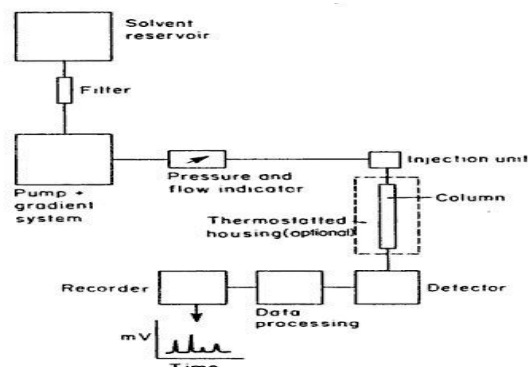 Solvent
reservoir
Filter
Pump +
gradient
system
Pressure and
flow indicator
Injection unit
Column
Thermostatted
housing(optional)
Recorder
Data
processing
Detector
mV
Time